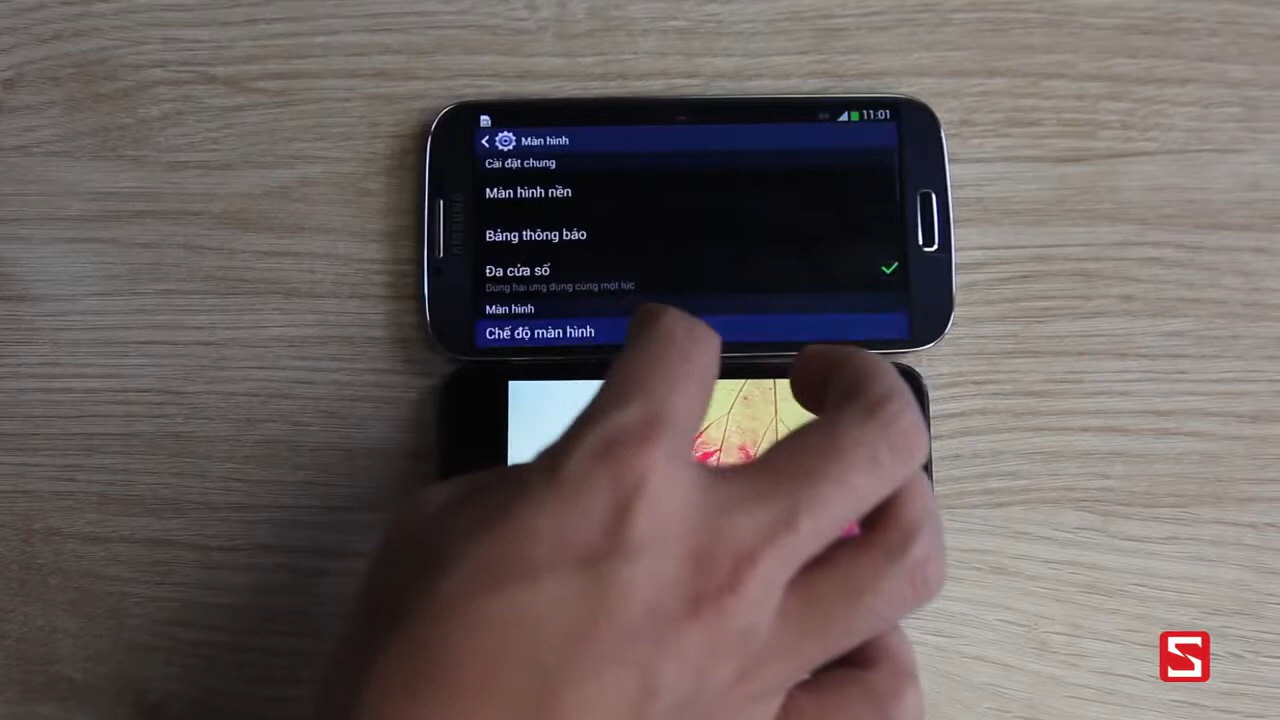 11:01
Màn hình
Cài đặt chung
Màn hình nền
Bảng thông báo
Đa cửa sổ
Dùng hai ứng dụng cùng một lúc
Màn hình
Chế độ màn hình
SAMSUNG